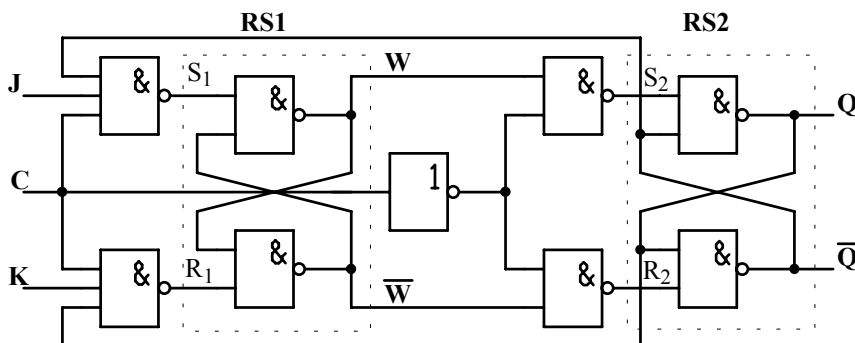 RS1 RS2
& S₁ & W & S₂ &
J Q
C 1
& R₁ & W̅ & R₂ & Q̅
K